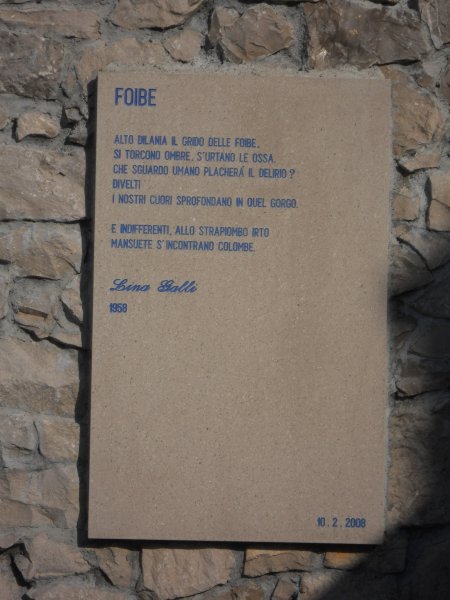 FOIBE
ALTO DILANIA IL GRIDO DELLE FOIBE,
SI TORCONO OMBRE, S'URTANO LE OSSA.
CHE SGUARDO UMANO PLACHERÁ IL DELIRIO?
DIVELTI
I NOSTRI CUORI SPROFONDANO IN QUEL GORGO.
E INDIFFERENTI, ALLO STRAPIOMBO IRTO
MANSUETE S'INCONTRANO COLOMBE.
Lina Galli
1958
10.2.2008